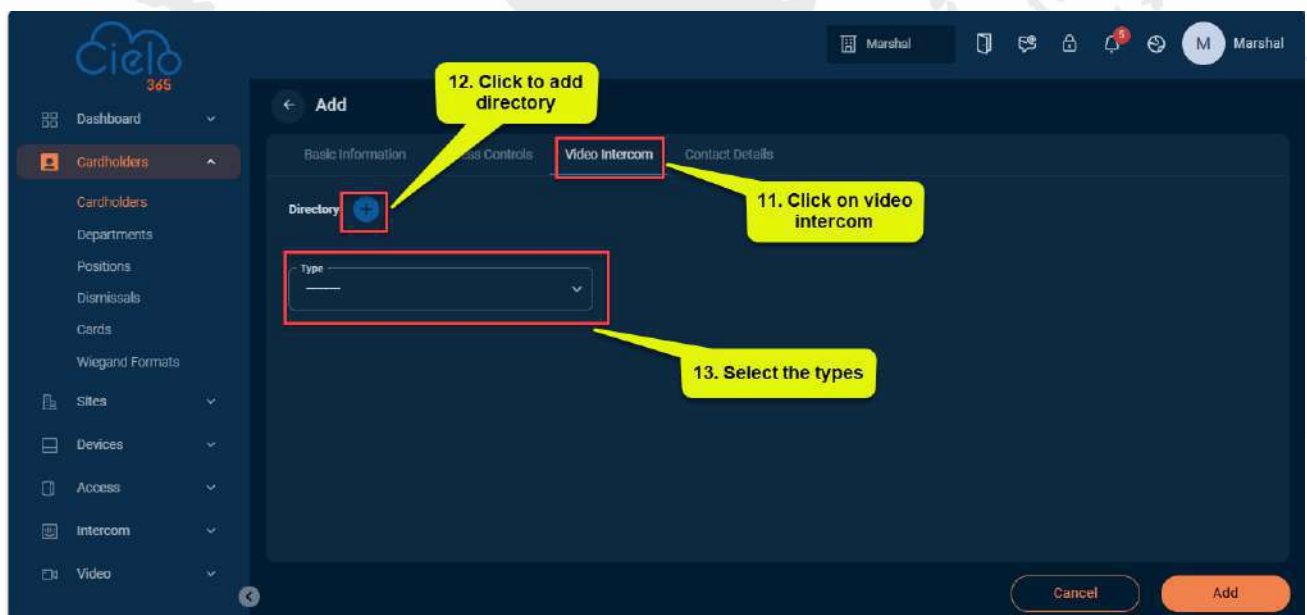 Cielo
365
Marshal
5
M
Marshal
12. Click to add
directory
Add
Dashboard
Basic Information
Controls
Video Intercom
Contact Details
Cardholders
11. Click on video
intercom
Cardholders
Directory
Departments
Positions
Type
Dismissals
Cards
Wiegand Formats
13. Select the types
Sites
Devices
Access
Intercom
Video
Cancel
Add